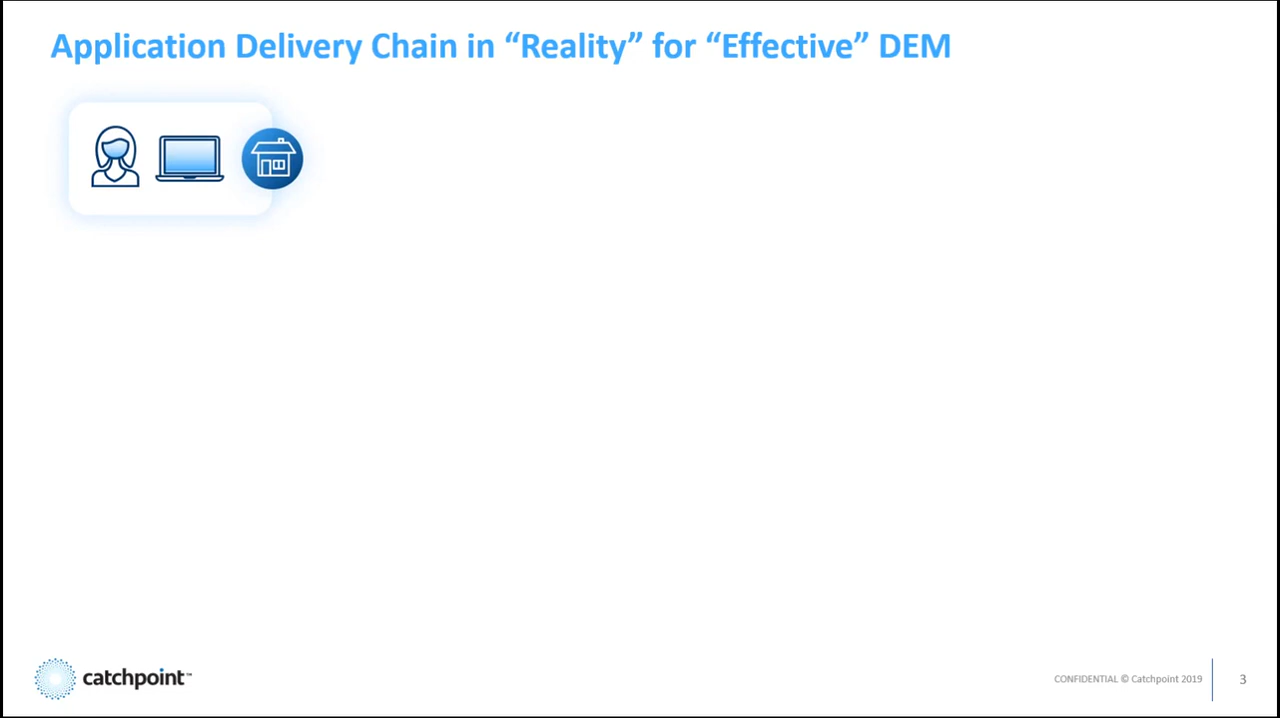 Application Delivery Chain in “Reality” for “Effective” DEM
catchpoint™
CONFIDENTIAL © Catchpoint 2019
3